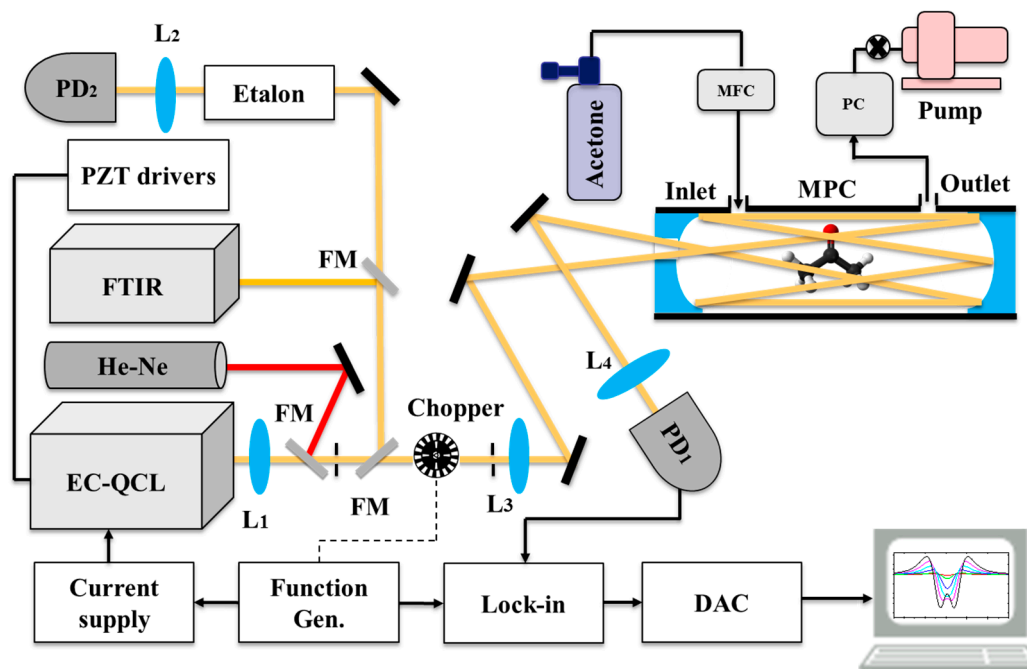 L2
PD2
Etalon
PZT drivers
FTIR
FM
He-Ne
FM
EC-QCL
L1
FM
Chopper
L3
Current
supply
Function
Gen.
Lock-in
DAC
Acetone
MFC
PC
Pump
Inlet
MPC
Outlet
L4
PD1